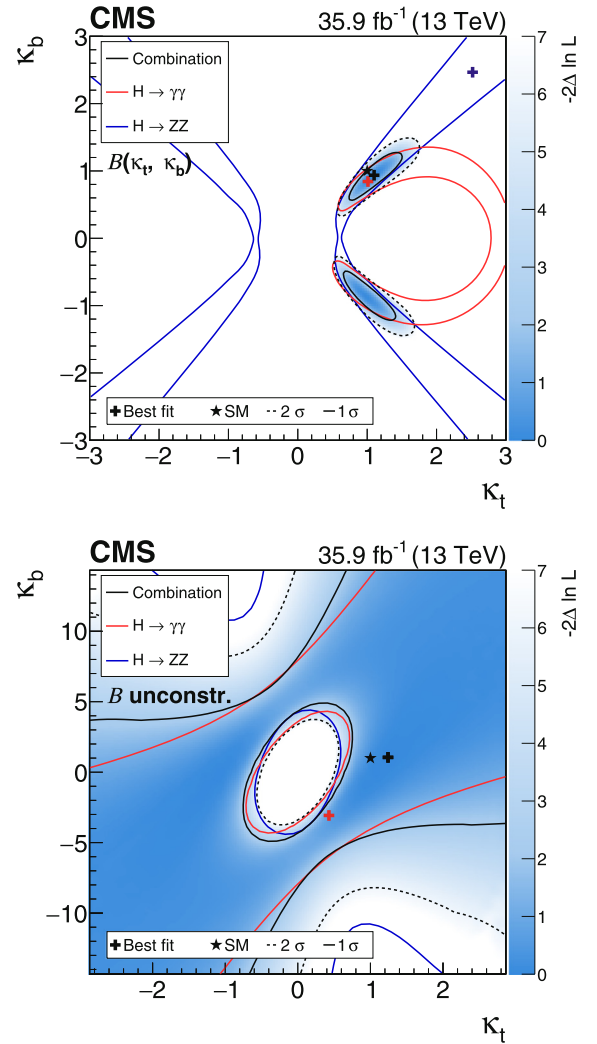 CMS 35.9 fb⁻¹ (13 TeV)
κb
3
2
1
0
−1
−2
−3
Combination
H → γγ
H → ZZ
B(κt, κb)
Best fit SM 2 σ 1 σ
−3 −2 −1 0 1 2 3
κt
7
6
5
4
3
2
1
0
-2Δ ln L
CMS 35.9 fb⁻¹ (13 TeV)
κb
10
5
0
−5
−10
Combination
H → γγ
H → ZZ
B unconstr.
Best fit SM 2 σ 1 σ
−2 −1 0 1 2
κt
7
6
5
4
3
2
1
0
-2Δ ln L